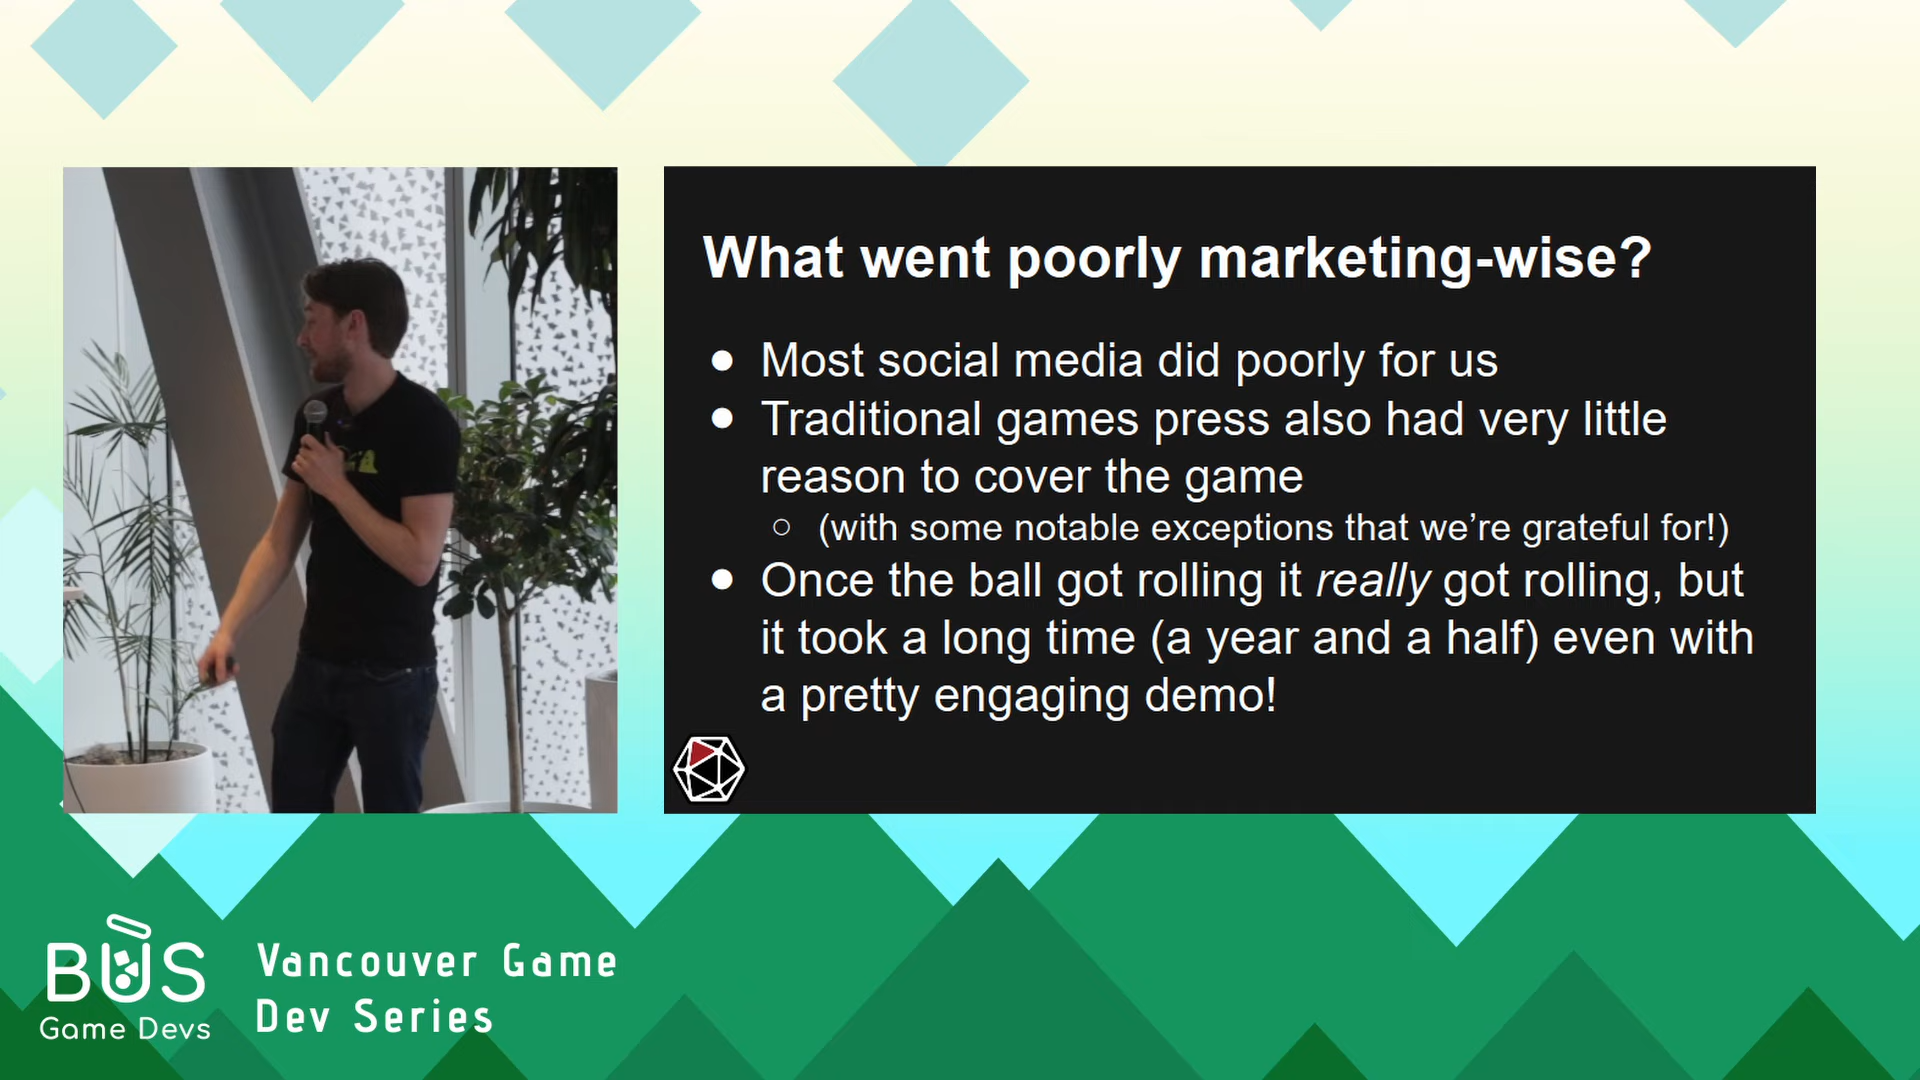 What went poorly marketing-wise?
● Most social media did poorly for us
● Traditional games press also had very little
reason to cover the game
○ (with some notable exceptions that we’re grateful for!)
● Once the ball got rolling it really got rolling, but
it took a long time (a year and a half) even with
a pretty engaging demo!
BUS
Game Devs
Vancouver Game
Dev Series